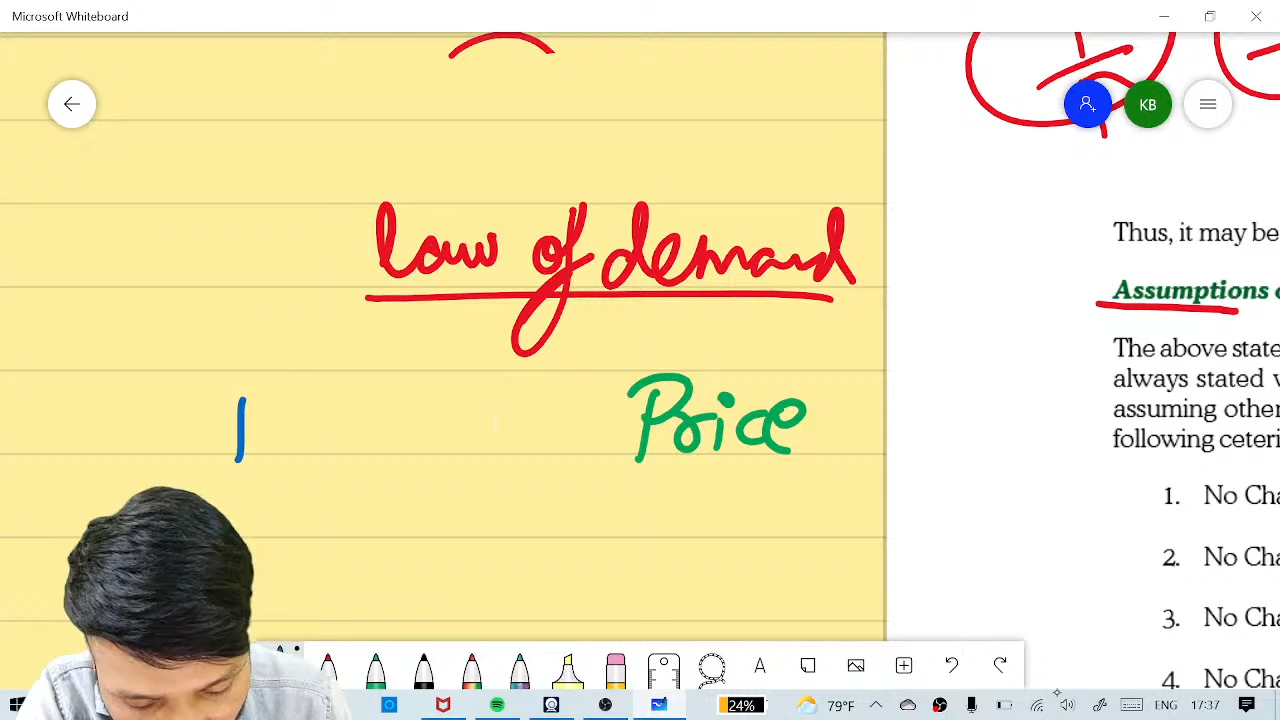 Microsoft Whiteboard
KB
law of demand
Price
Thus, it may be
Assumptions o
The above state
always stated
assuming other
following ceteri
1. No Cha
2. No Cha
3. No Cha
4. No Cha
A
24%
79°F
ENG
17:37